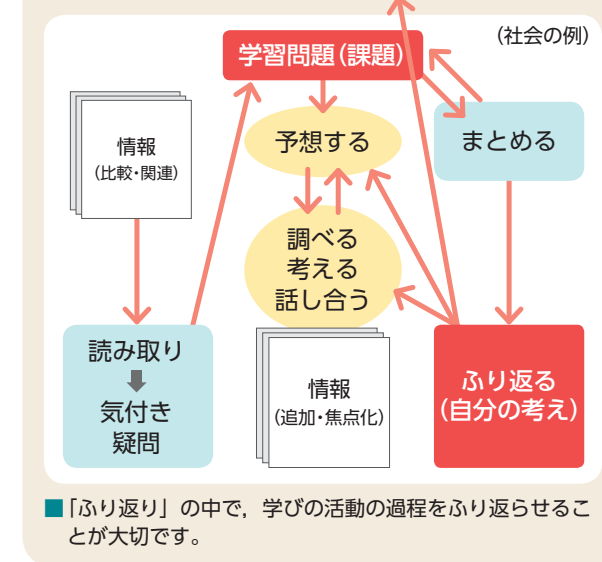 (社会の例)
学習問題(課題)
情報
(比較・関連)
予想する
まとめる
調べる
考える
話し合う
読み取り
気付き
疑問
情報
(追加・焦点化)
ふり返る
(自分の考え)
■「ふり返り」の中で，学びの活動の過程をふり返らせるこ
とが大切です。